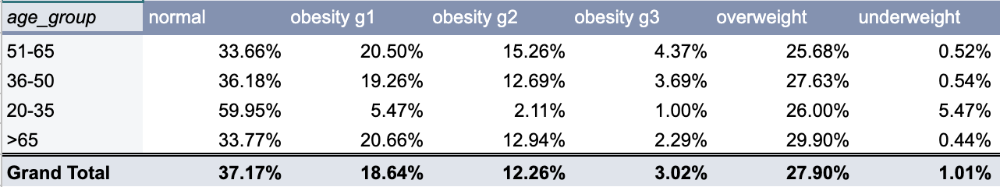 age_group normal obesity g1 obesity g2 obesity g3 overweight underweight
51-65 33.66% 20.50% 15.26% 4.37% 25.68% 0.52%
36-50 36.18% 19.26% 12.69% 3.69% 27.63% 0.54%
20-35 59.95% 5.47% 2.11% 1.00% 26.00% 5.47%
>65 33.77% 20.66% 12.94% 2.29% 29.90% 0.44%
Grand Total 37.17% 18.64% 12.26% 3.02% 27.90% 1.01%